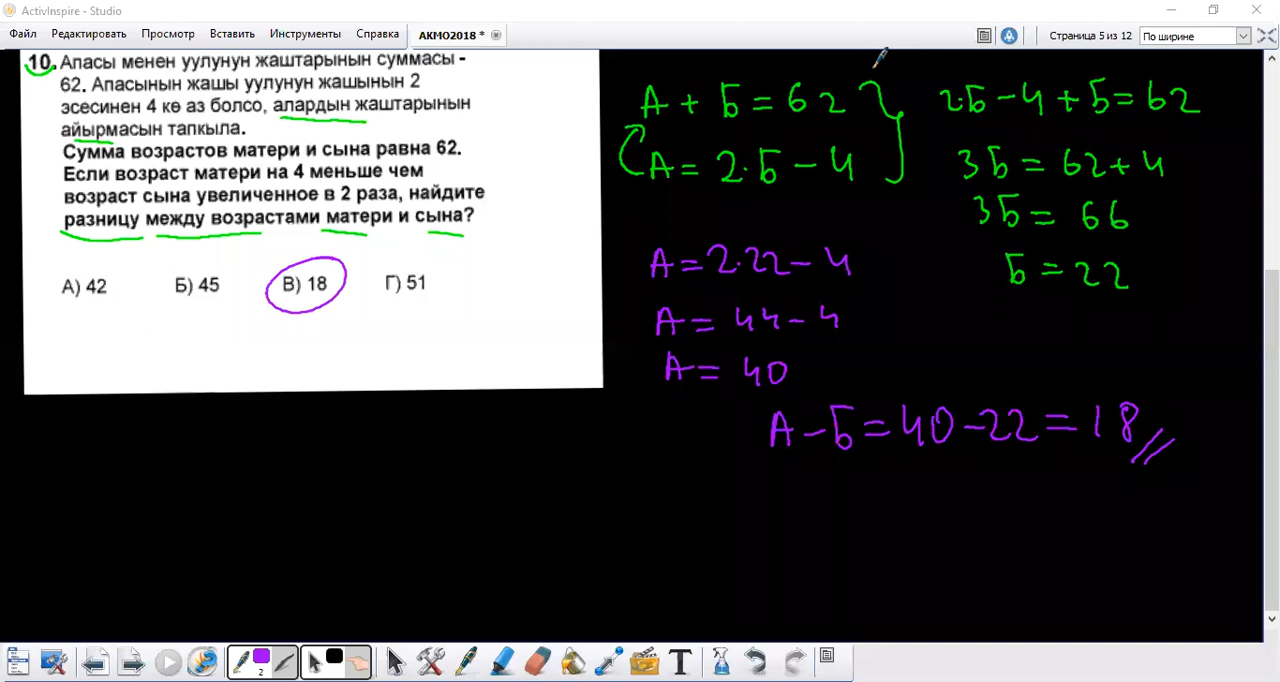 ActivInspire - Studio
Файл Редактировать Просмотр Вставить Инструменты Справка АКМО2018 * Страница 5 из 12 По ширине
10. Апасы менен уулунун жаштарынын суммасы -
62. Апасынын жашы уулунун жашынын 2
эсесинен 4 кө аз болсо, алардын жаштарынын
айырмасын тапкыла.
Сумма возрастов матери и сына равна 62.
Если возраст матери на 4 меньше чем
возраст сына увеличенное в 2 раза, найдите
разницу между возрастами матери и сына?
А) 42 Б) 45 В) 18 Г) 51
А + Б = 62
А = 2·Б - 4
2·Б - 4 + Б = 62
3Б = 62 + 4
3Б = 66
Б = 22
А = 2·22 - 4
А = 44 - 4
А = 40
А - Б = 40 - 22 = 18
2
T